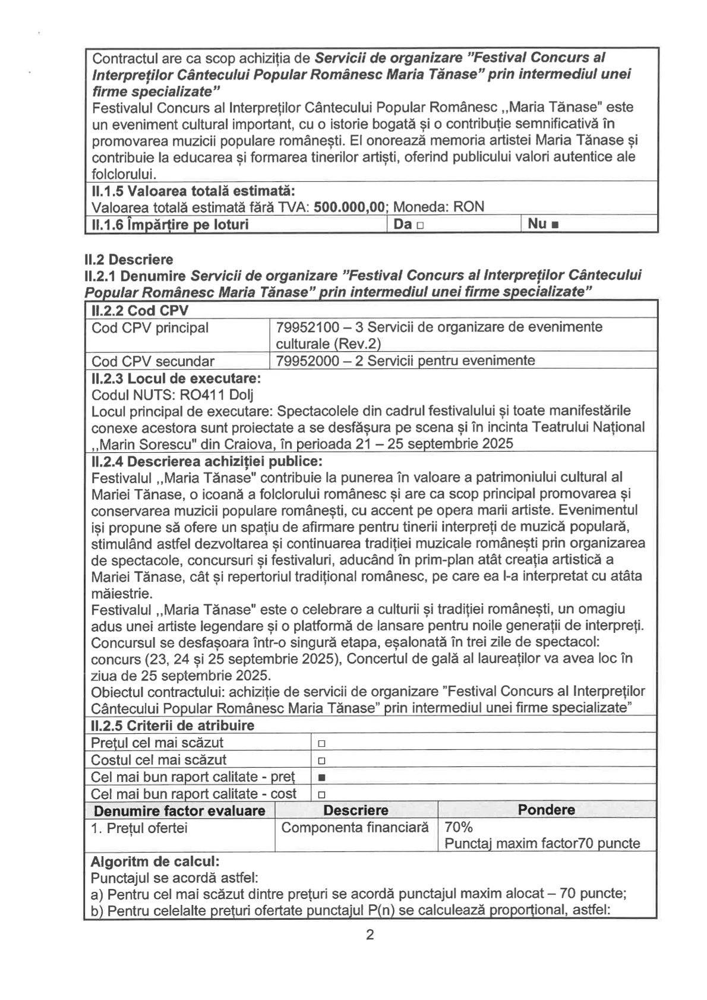 Contractul are ca scop achiziția de Servicii de organizare ”Festival Concurs al
Interpreților Cântecului Popular Românesc Maria Tănase” prin intermediul unei
firme specializate”
Festivalul Concurs al Interpreților Cântecului Popular Românesc ,,Maria Tănase" este
un eveniment cultural important, cu o istorie bogată și o contribuție semnificativă în
promovarea muzicii populare românești. El onorează memoria artistei Maria Tănase și
contribuie la educarea și formarea tinerilor artiști, oferind publicului valori autentice ale
folclorului.
II.1.5 Valoarea totală estimată:
Valoarea totală estimată fără TVA: 500.000,00; Moneda: RON
II.1.6 Împărțire pe loturi Da □ Nu ■
II.2 Descriere
II.2.1 Denumire Servicii de organizare ”Festival Concurs al Interpreților Cântecului
Popular Românesc Maria Tănase” prin intermediul unei firme specializate”
II.2.2 Cod CPV
Cod CPV principal 79952100 – 3 Servicii de organizare de evenimente
culturale (Rev.2)
Cod CPV secundar 79952000 – 2 Servicii pentru evenimente
II.2.3 Locul de executare:
Codul NUTS: RO411 Dolj
Locul principal de executare: Spectacolele din cadrul festivalului și toate manifestările
conexe acestora sunt proiectate a se desfășura pe scena și în incinta Teatrului Național
,,Marin Sorescu" din Craiova, în perioada 21 – 25 septembrie 2025
II.2.4 Descrierea achiziției publice:
Festivalul ,,Maria Tănase" contribuie la punerea în valoare a patrimoniului cultural al
Mariei Tănase, o icoană a folclorului românesc și are ca scop principal promovarea și
conservarea muzicii populare românești, cu accent pe opera marii artiste. Evenimentul
iși propune să ofere un spațiu de afirmare pentru tinerii interpreți de muzică populară,
stimulând astfel dezvoltarea și continuarea tradiției muzicale românești prin organizarea
de spectacole, concursuri și festivaluri, aducând în prim-plan atât creația artistică a
Mariei Tănase, cât și repertoriul tradițional românesc, pe care ea l-a interpretat cu atâta
măiestrie.
Festivalul ,,Maria Tănase" este o celebrare a culturii și tradiției românești, un omagiu
adus unei artiste legendare și o platformă de lansare pentru noile generații de interpreți.
Concursul se desfașoara într-o singură etapa, eșalonată în trei zile de spectacol:
concurs (23, 24 și 25 septembrie 2025), Concertul de gală al laureaților va avea loc în
ziua de 25 septembrie 2025.
Obiectul contractului: achiziție de servicii de organizare ”Festival Concurs al Interpreților
Cântecului Popular Românesc Maria Tănase” prin intermediul unei firme specializate”
II.2.5 Criterii de atribuire
Prețul cel mai scăzut □
Costul cel mai scăzut □
Cel mai bun raport calitate - preț ■
Cel mai bun raport calitate - cost □
Denumire factor evaluare Descriere Pondere
1. Prețul ofertei Componenta financiară 70%
Punctaj maxim factor70 puncte
Algoritm de calcul:
Punctajul se acordă astfel:
a) Pentru cel mai scăzut dintre prețuri se acordă punctajul maxim alocat – 70 puncte;
b) Pentru celelalte prețuri ofertate punctajul P(n) se calculează proporțional, astfel:
2